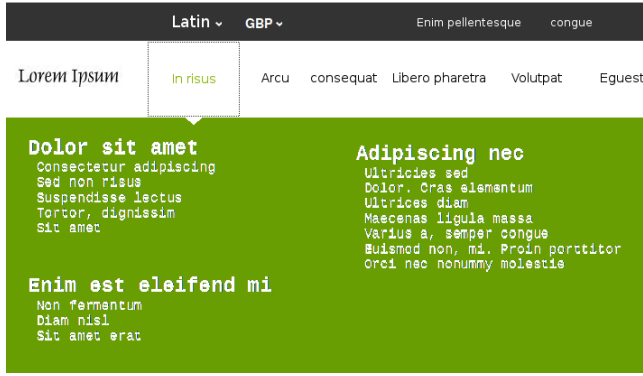 Latin GBP Enim pellentesque congue
Lorem Ipsum In risus Arcu consequat Libero pharetra Volutpat Eguest
Dolor sit amet
Consectetur adipiscing
Sed non risus
Suspendisse lectus
Tortor, dignissim
Sit amet
Enim est eleifend mi
Non fermentum
Diam nisl
Sit amet erat
Adipiscing nec
Ultricies sed
Dolor. Cras elementum
Ultrices diam
Maecenas ligula massa
Varius a, semper congue
Euismod non, mi. Proin porttitor
Orci nec nonummy molestie